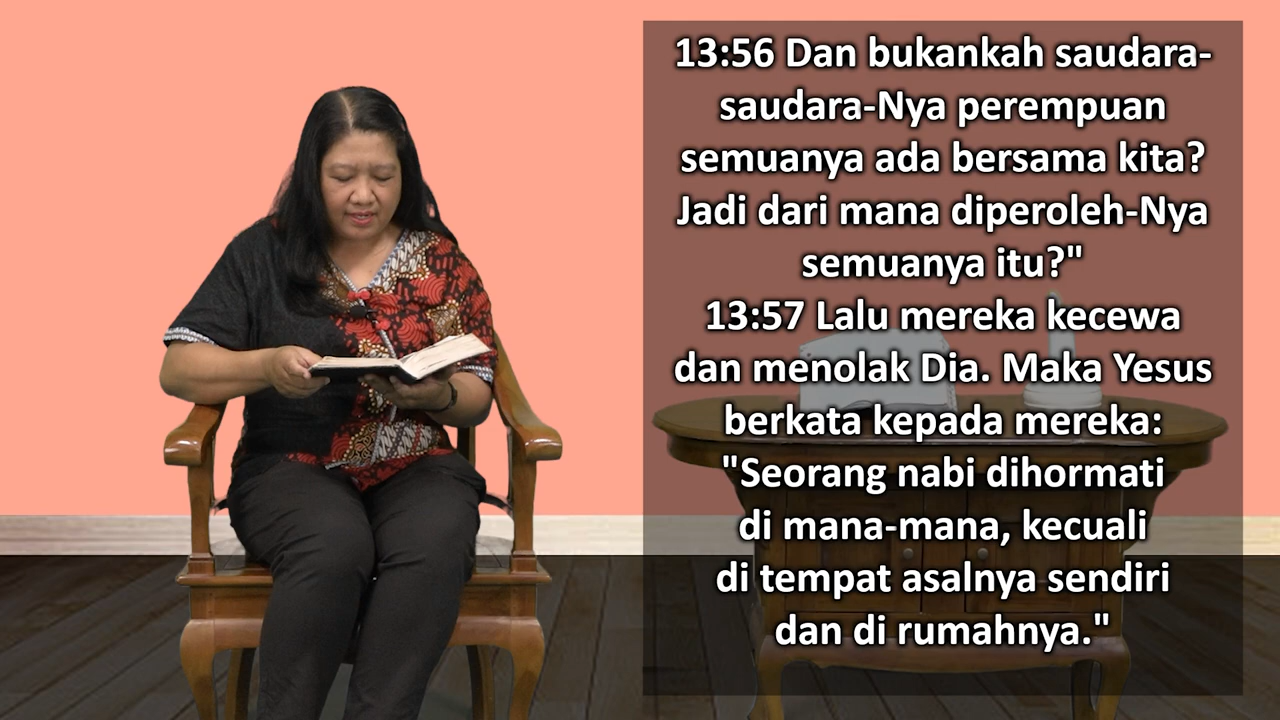 13:56 Dan bukankah saudara-
saudara-Nya perempuan
semuanya ada bersama kita?
Jadi dari mana diperoleh-Nya
semuanya itu?"
13:57 Lalu mereka kecewa
dan menolak Dia. Maka Yesus
berkata kepada mereka:
"Seorang nabi dihormati
di mana-mana, kecuali
di tempat asalnya sendiri
dan di rumahnya."